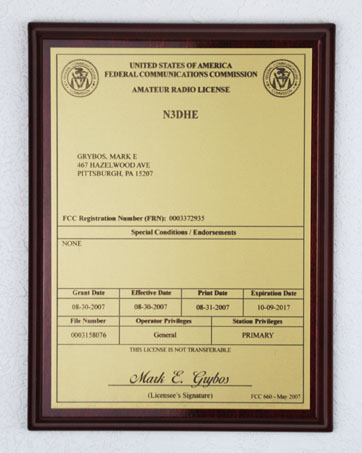 UNITED STATES OF AMERICA
FEDERAL COMMUNICATIONS COMMISSION
AMATEUR RADIO LICENSE
N3DHE
GRYBOS, MARK E
467 HAZELWOOD AVE
PITTSBURGH, PA 15207
FCC Registration Number (FRN): 0003372935
Special Conditions / Endorsements
NONE
Grant Date Effective Date Print Date Expiration Date
08-30-2007 08-30-2007 08-31-2007 10-09-2017
File Number Operator Privileges Station Privileges
0003158076 General PRIMARY
THIS LICENSE IS NOT TRANSFERABLE
Mark E. Grybos
(Licensee's Signature) FCC 660 - May 2007